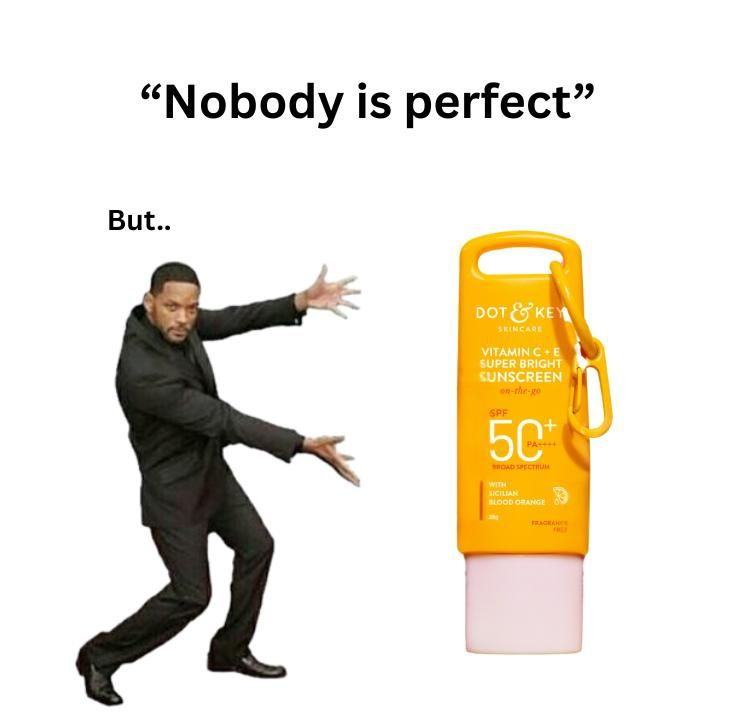 “Nobody is perfect”
But..
DOT & KEY
SKINCARE
VITAMIN C + E
SUPER BRIGHT
SUNSCREEN
on-the-go
SPF
50+
PA++++
BROAD SPECTRUM
WITH
SICILIAN
BLOOD ORANGE
FRAGRANCE
FREE